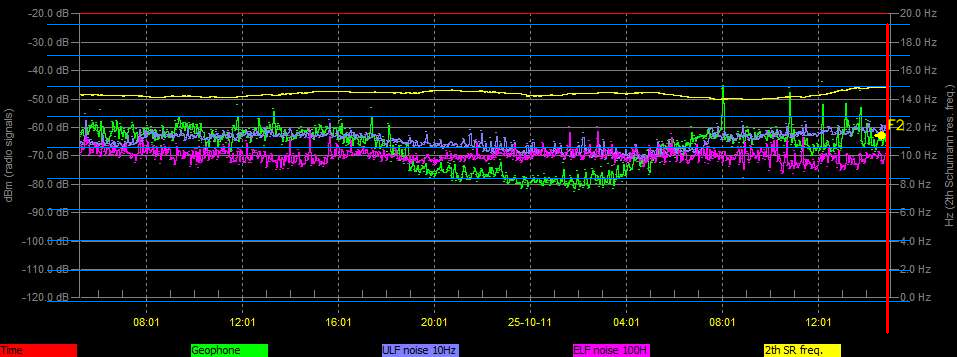 -20.0 dB 20.0 Hz
-30.0 dB 18.0 Hz
-40.0 dB 16.0 Hz
-50.0 dB 14.0 Hz
-60.0 dB 12.0 Hz
F2
-70.0 dB 10.0 Hz
-80.0 dB 8.0 Hz
-90.0 dB 6.0 Hz
-100.0 dB 4.0 Hz
-110.0 dB 2.0 Hz
-120.0 dB 0.0 Hz
dBm (radio signals)
Hz (2th Schumann res. freq.)
08:01 12:01 16:01 20:01 25-10-11 04:01 08:01 12:01
Time Geophone ULF noise 10Hz ELF noise 100H 2th SR freq.